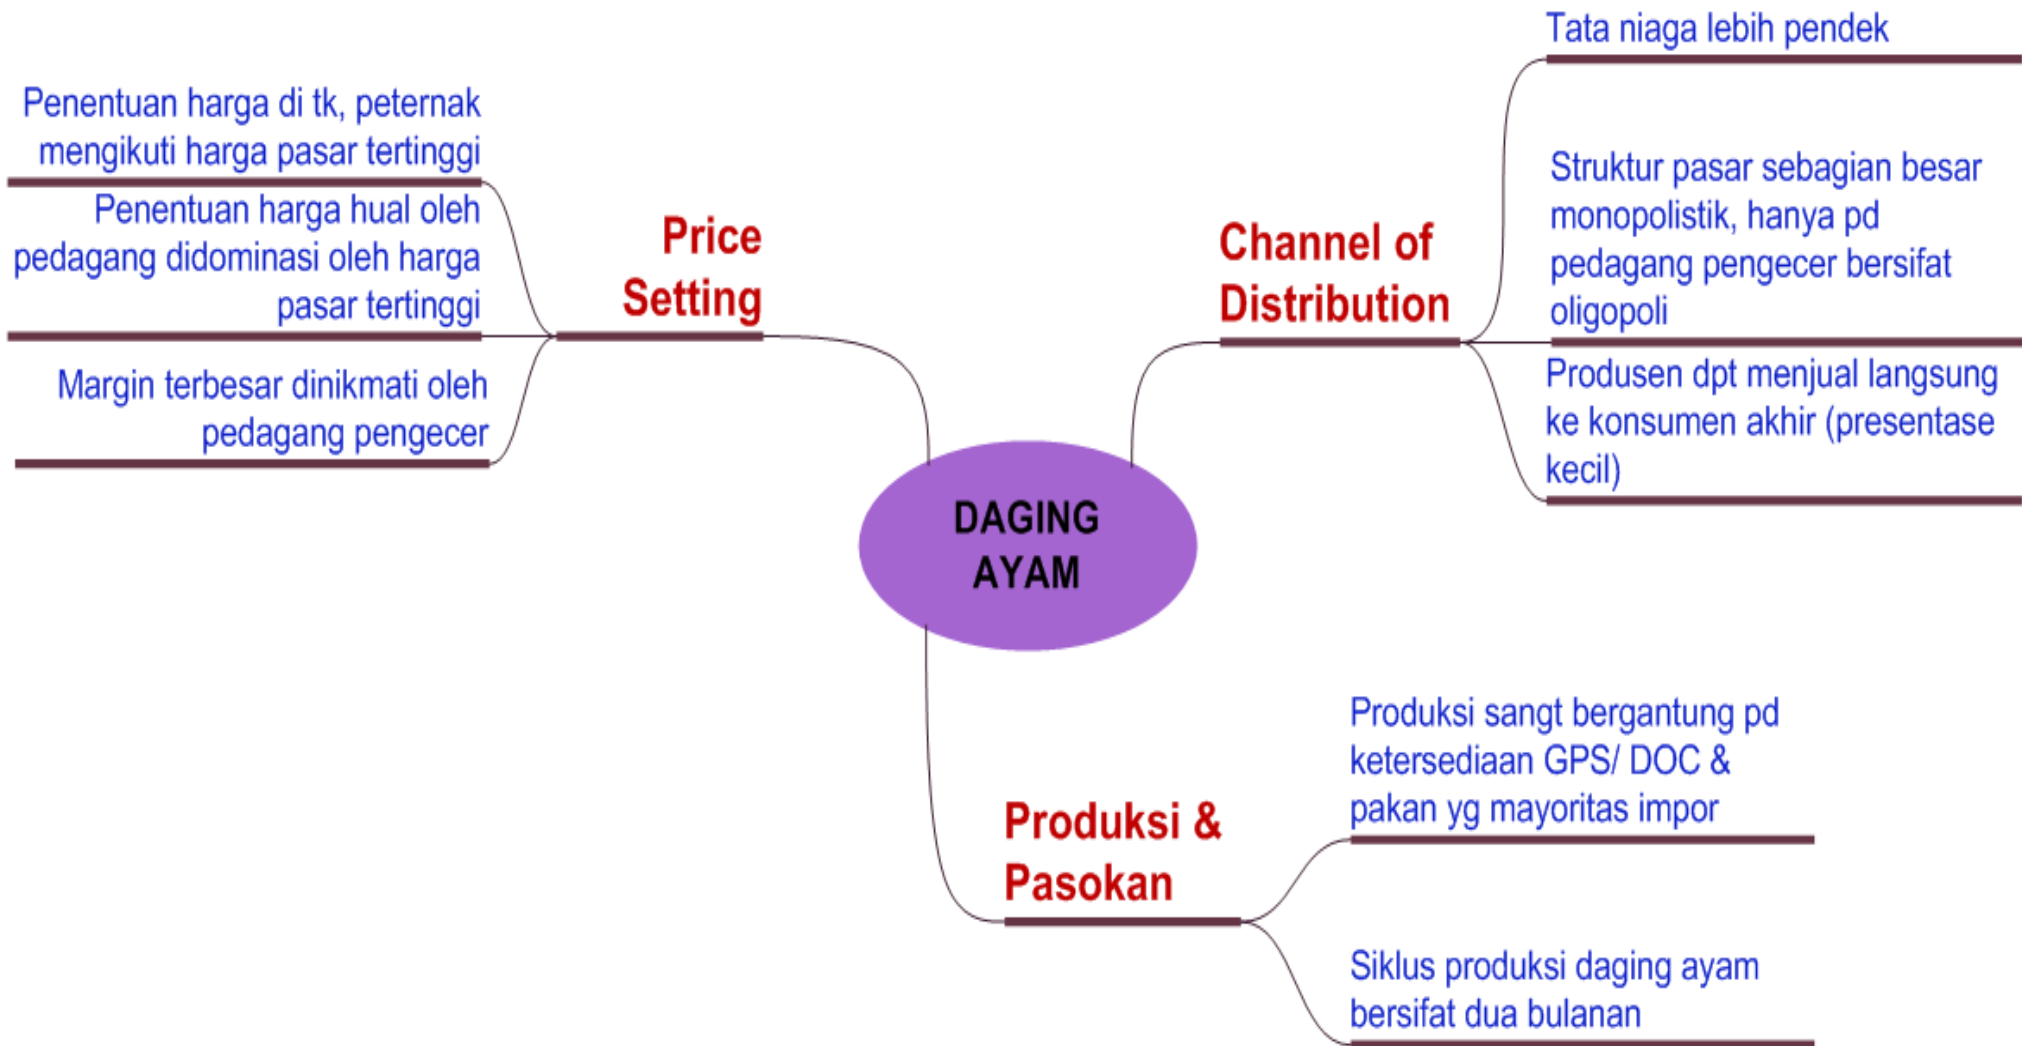 Penentuan harga di tk, peternak
mengikuti harga pasar tertinggi
Penentuan harga hual oleh
pedagang didominasi oleh harga
pasar tertinggi
Margin terbesar dinikmati oleh
pedagang pengecer
Price
Setting
DAGING
AYAM
Channel of
Distribution
Tata niaga lebih pendek
Struktur pasar sebagian besar
monopolistik, hanya pd
pedagang pengecer bersifat
oligopoli
Produsen dpt menjual langsung
ke konsumen akhir (presentase
kecil)
Produksi &
Pasokan
Produksi sangt bergantung pd
ketersediaan GPS/ DOC &
pakan yg mayoritas impor
Siklus produksi daging ayam
bersifat dua bulanan